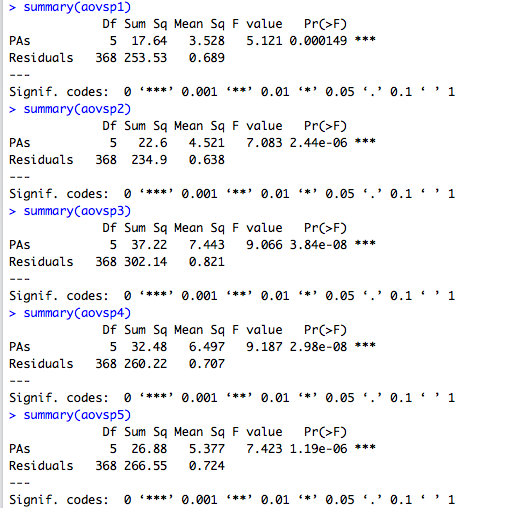 > summary(aovsp1)
Df Sum Sq Mean Sq F value Pr(>F)
PAs 5 17.64 3.528 5.121 0.000149 ***
Residuals 368 253.53 0.689
---
Signif. codes: 0 ‘***’ 0.001 ‘**’ 0.01 ‘*’ 0.05 ‘.’ 0.1 ‘ ’ 1
> summary(aovsp2)
Df Sum Sq Mean Sq F value Pr(>F)
PAs 5 22.6 4.521 7.083 2.44e-06 ***
Residuals 368 234.9 0.638
---
Signif. codes: 0 ‘***’ 0.001 ‘**’ 0.01 ‘*’ 0.05 ‘.’ 0.1 ‘ ’ 1
> summary(aovsp3)
Df Sum Sq Mean Sq F value Pr(>F)
PAs 5 37.22 7.443 9.066 3.84e-08 ***
Residuals 368 302.14 0.821
---
Signif. codes: 0 ‘***’ 0.001 ‘**’ 0.01 ‘*’ 0.05 ‘.’ 0.1 ‘ ’ 1
> summary(aovsp4)
Df Sum Sq Mean Sq F value Pr(>F)
PAs 5 32.48 6.497 9.187 2.98e-08 ***
Residuals 368 260.22 0.707
---
Signif. codes: 0 ‘***’ 0.001 ‘**’ 0.01 ‘*’ 0.05 ‘.’ 0.1 ‘ ’ 1
> summary(aovsp5)
Df Sum Sq Mean Sq F value Pr(>F)
PAs 5 26.88 5.377 7.423 1.19e-06 ***
Residuals 368 266.55 0.724
---
Signif. codes: 0 ‘***’ 0.001 ‘**’ 0.01 ‘*’ 0.05 ‘.’ 0.1 ‘ ’ 1